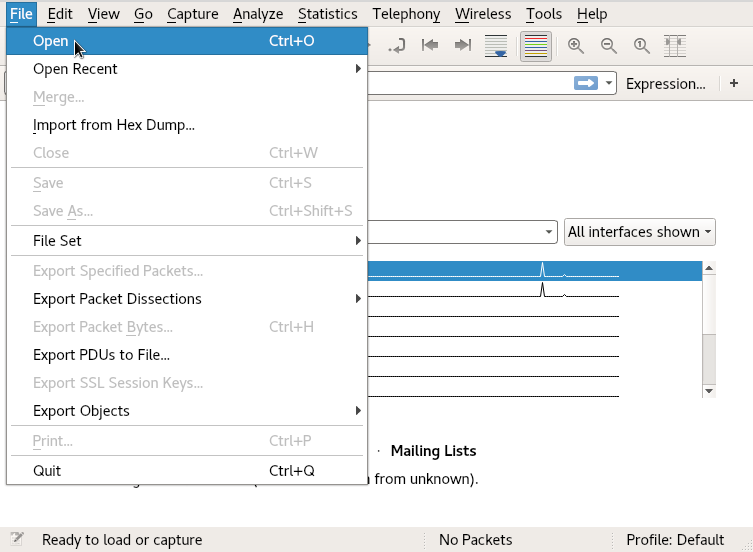 File Edit View Go Capture Analyze Statistics Telephony Wireless Tools Help
Open Ctrl+O
Open Recent
Expression... +
Merge...
Import from Hex Dump...
Close Ctrl+W
Save Ctrl+S
Save As... Ctrl+Shift+S
File Set
All interfaces shown
Export Specified Packets...
Export Packet Dissections
Export Packet Bytes... Ctrl+H
Export PDUs to File...
Export SSL Session Keys...
Export Objects
Print... Ctrl+P
· Mailing Lists
Quit Ctrl+Q
from unknown).
Ready to load or capture No Packets Profile: Default